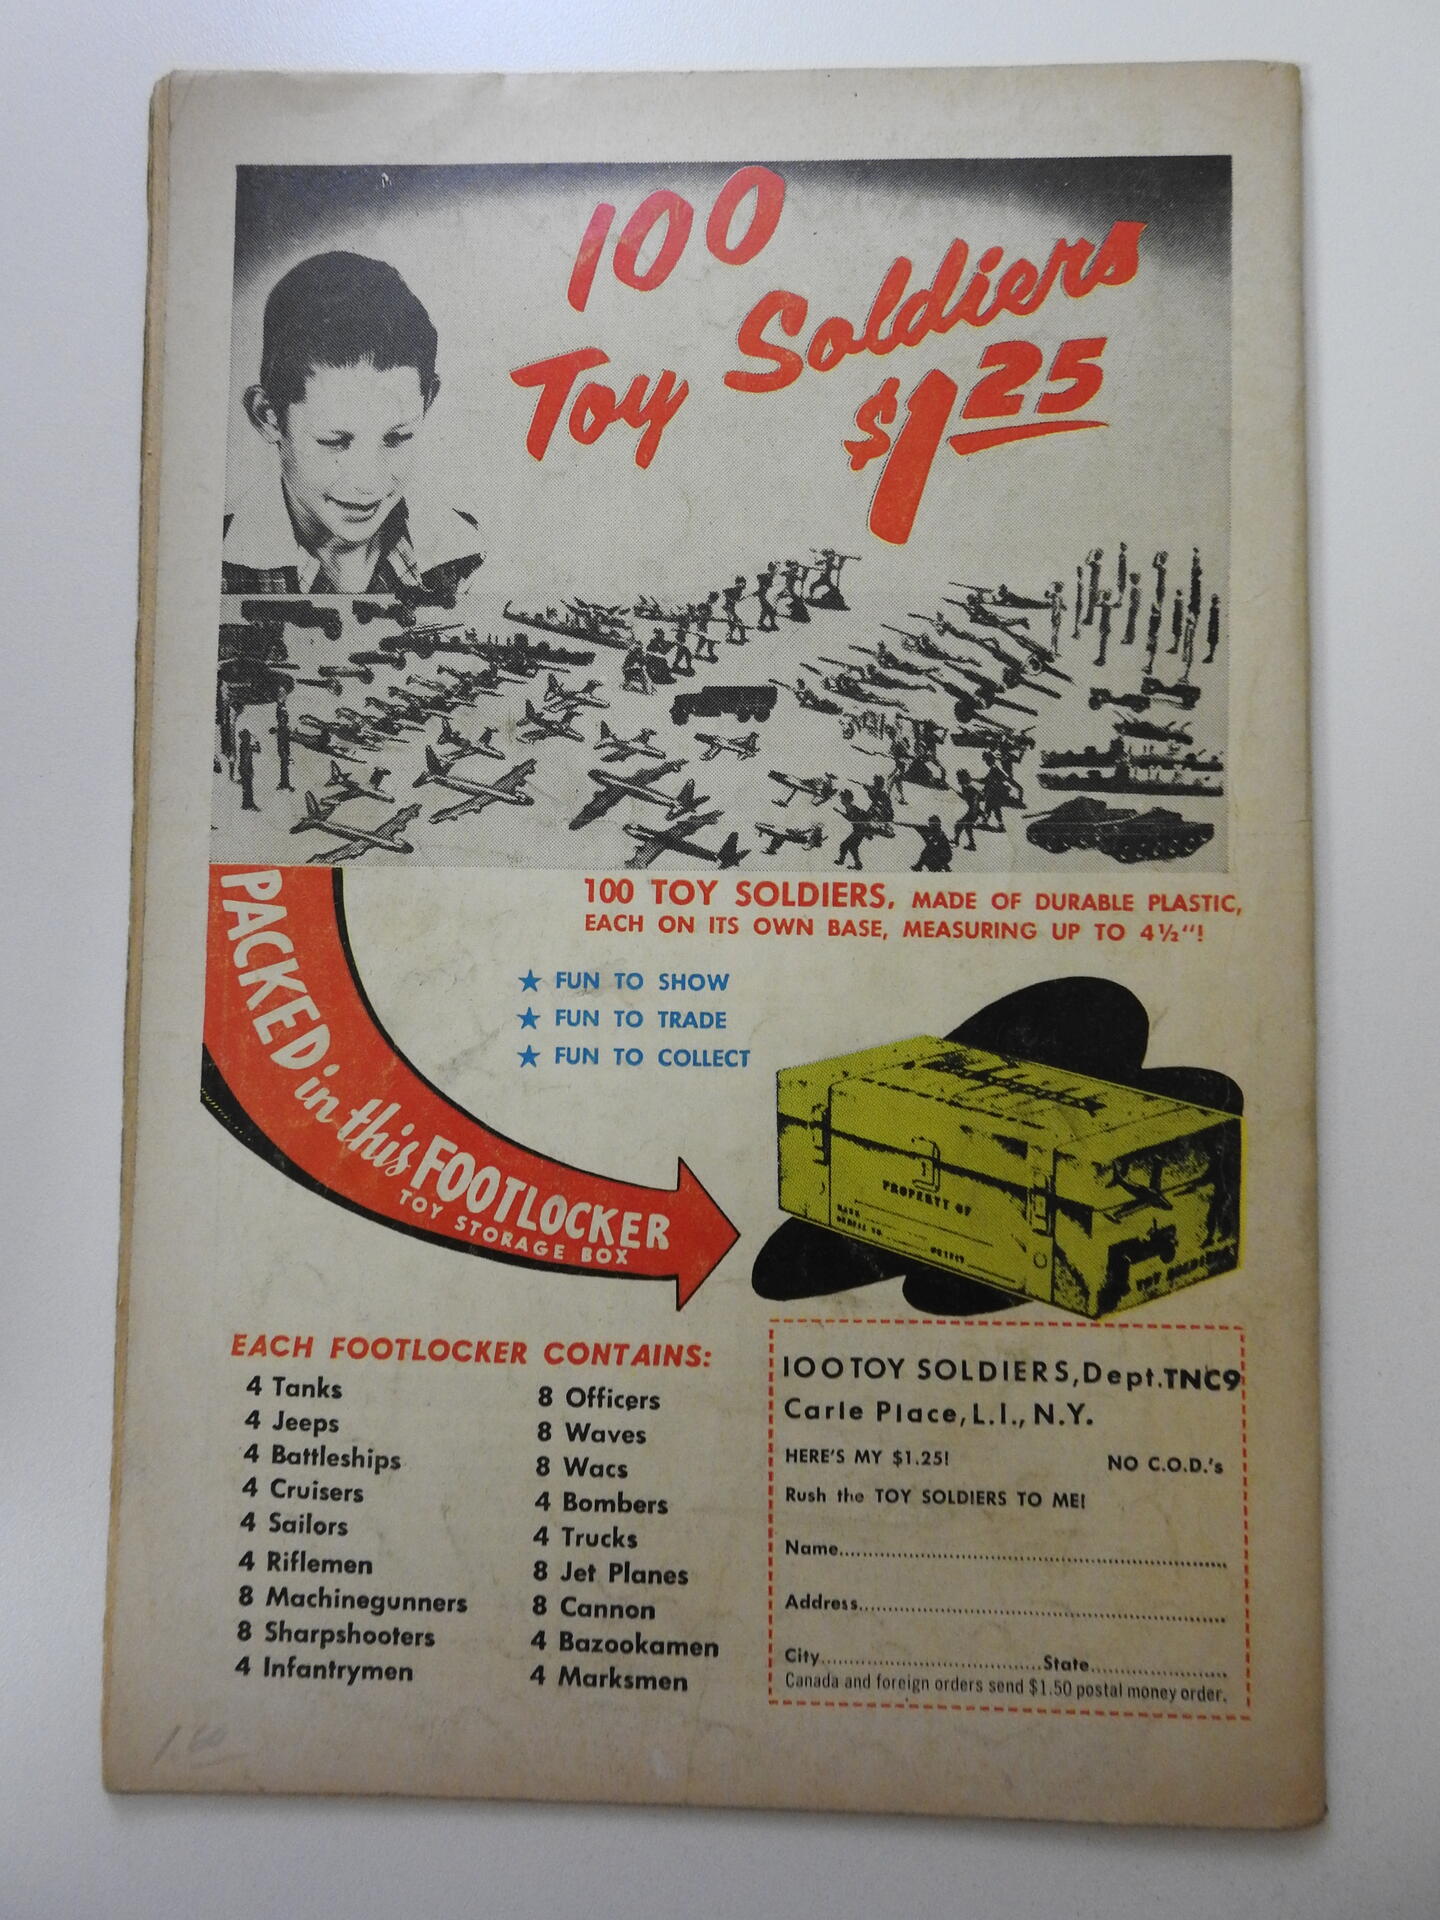 100
Toy Soldiers
$1.25
100 TOY SOLDIERS, MADE OF DURABLE PLASTIC,
EACH ON ITS OWN BASE, MEASURING UP TO 4½"!
★ FUN TO SHOW
★ FUN TO TRADE
★ FUN TO COLLECT
PACKED in this FOOTLOCKER
TOY STORAGE BOX
PROPERTY OF
EACH FOOTLOCKER CONTAINS:
4 Tanks
4 Jeeps
4 Battleships
4 Cruisers
4 Sailors
4 Riflemen
8 Machinegunners
8 Sharpshooters
4 Infantrymen
8 Officers
8 Waves
8 Wacs
4 Bombers
4 Trucks
8 Jet Planes
8 Cannon
4 Bazookamen
4 Marksmen
100 TOY SOLDIERS, Dept. TNC9
Carle Place, L.I., N.Y.
HERE'S MY $1.25! NO C.O.D.'s
Rush the TOY SOLDIERS TO ME!
Name
Address
City State
Canada and foreign orders send $1.50 postal money order.